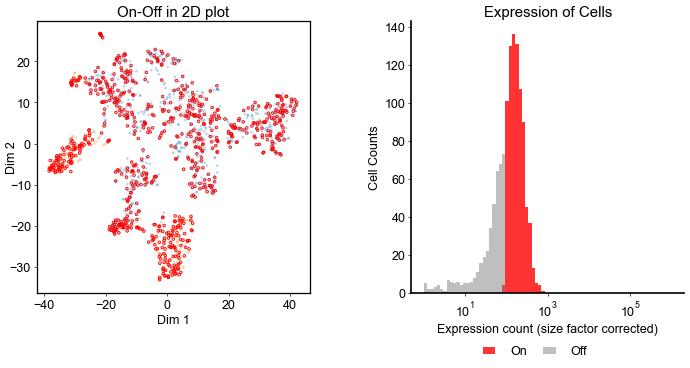 On-Off in 2D plot
Dim 2
20
10
0
−10
−20
−30
−40
−20
0
20
40
Dim 1
Expression of Cells
Cell Counts
140
120
100
80
60
40
20
0
10^1
10^3
10^5
Expression count (size factor corrected)
On
Off